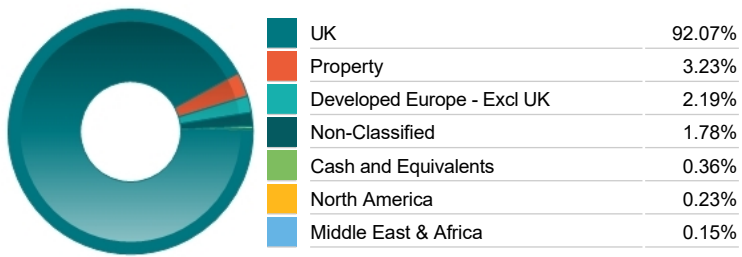 UK 92.07%
Property 3.23%
Developed Europe - Excl UK 2.19%
Non-Classified 1.78%
Cash and Equivalents 0.36%
North America 0.23%
Middle East & Africa 0.15%